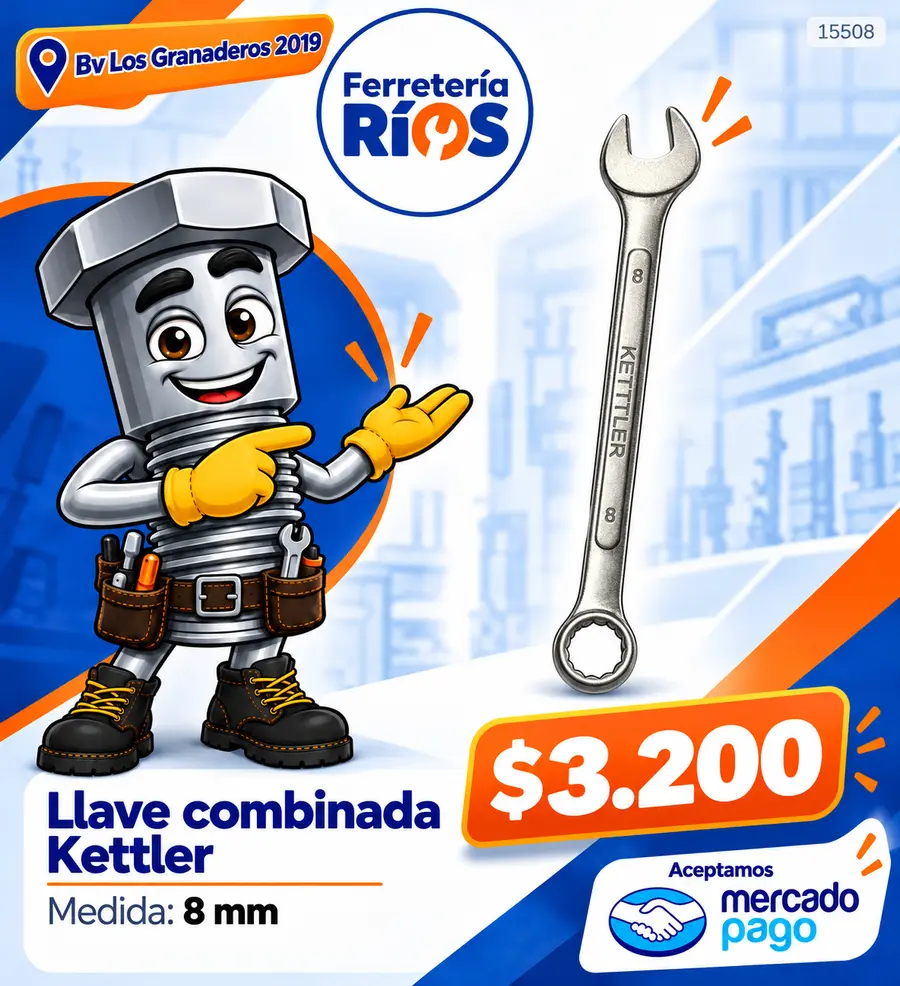 Bv Los Granaderos 2019
Ferretería
RÍOS
15508
8
KETTTLER
8
$3.200
Llave combinada
Kettler
Medida: 8 mm
Aceptamos
mercado
pago